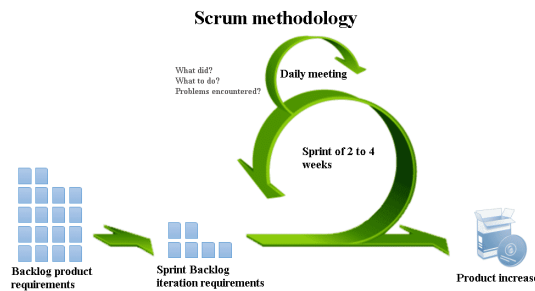 Scrum methodology
What did?
What to do?
Problems encountered?
Daily meeting
Sprint of 2 to 4
weeks
Backlog product
requirements
Sprint Backlog
iteration requirements
Product increase